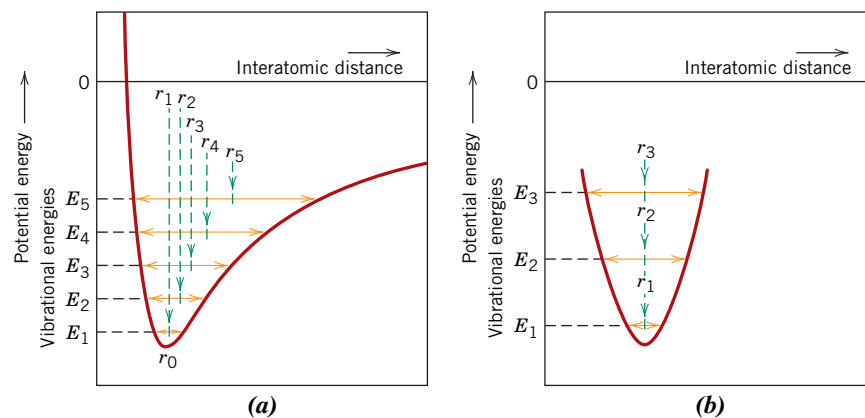 Interatomic distance
0
Potential energy
Vibrational energies
r1
r2
r3
r4
r5
E5
E4
E3
E2
E1
r0
(a)
Interatomic distance
0
Potential energy
Vibrational energies
r3
E3
r2
E2
r1
E1
(b)